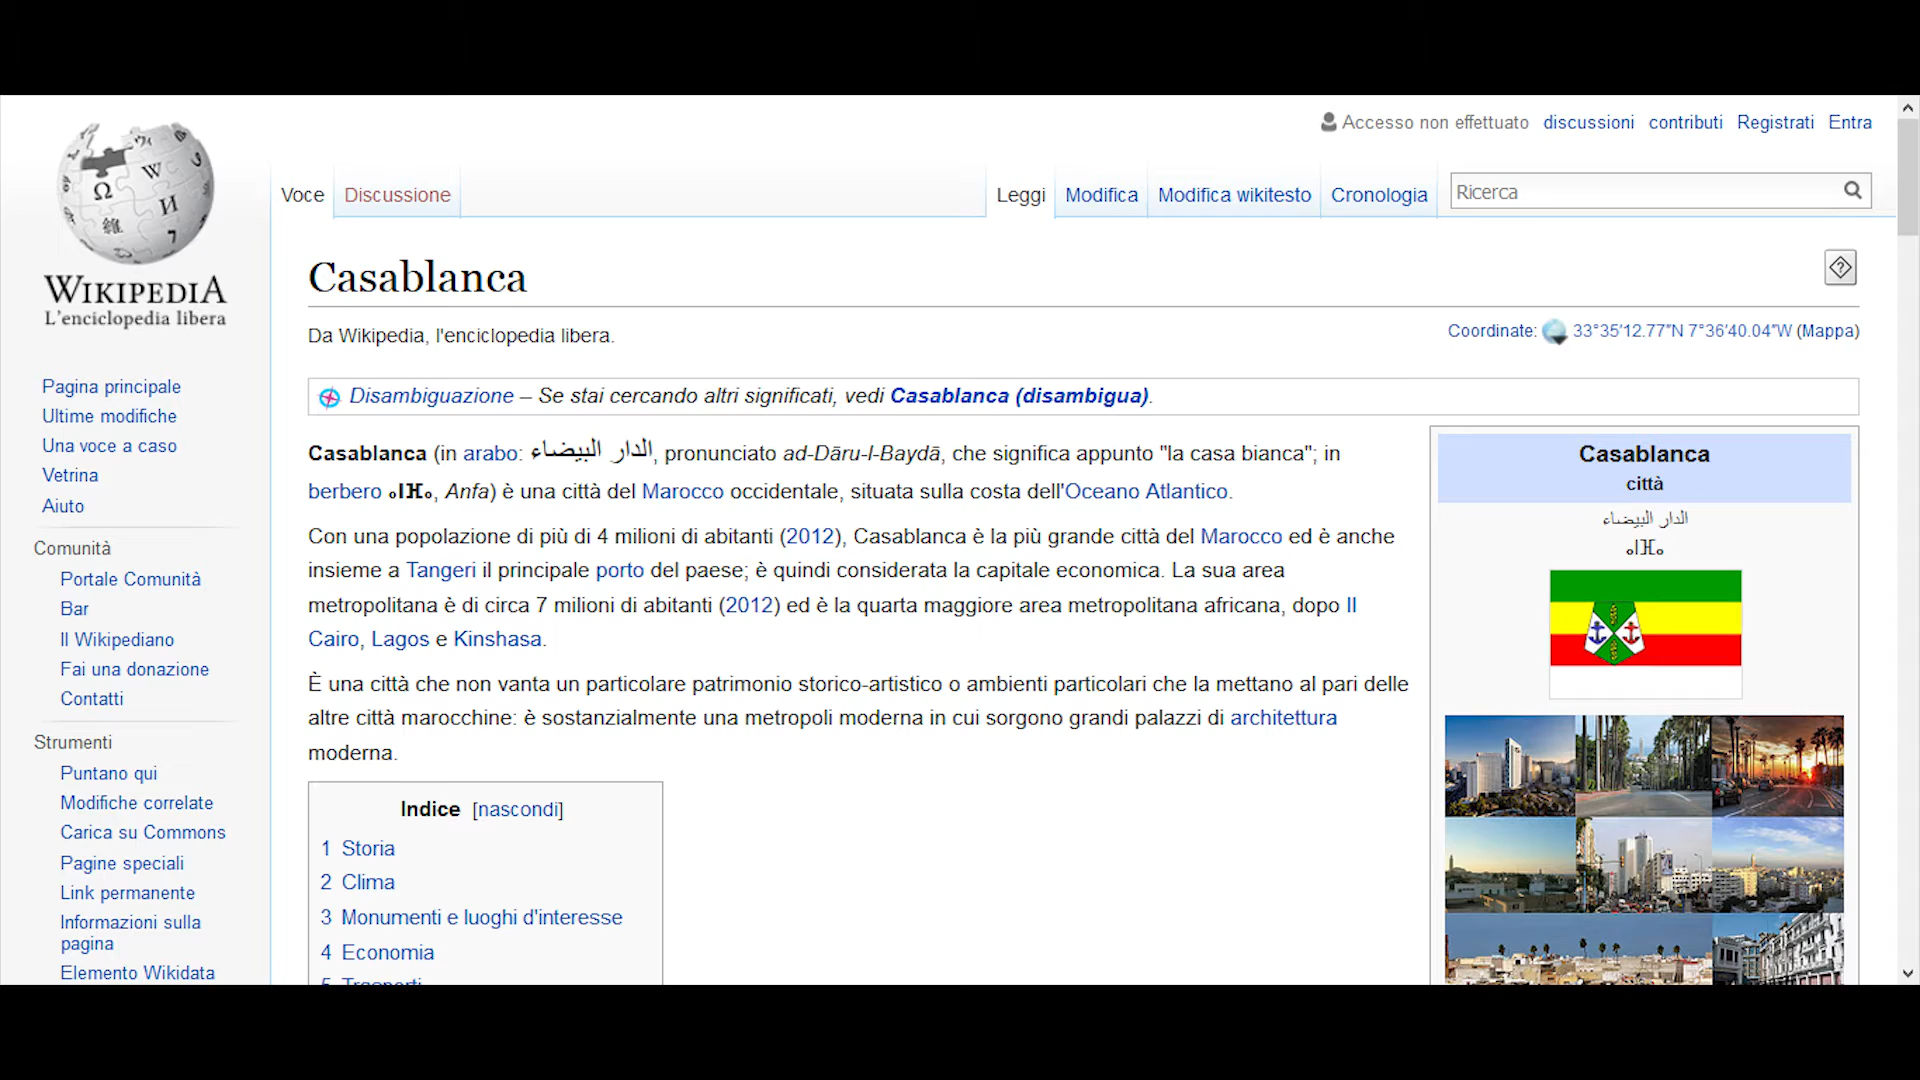 Accesso non effettuato discussioni contributi Registrati Entra
Voce Discussione Leggi Modifica Modifica wikitesto Cronologia Ricerca
WIKIPEDIA
L'enciclopedia libera
Pagina principale
Ultime modifiche
Una voce a caso
Vetrina
Aiuto
Comunità
Portale Comunità
Bar
Il Wikipediano
Fai una donazione
Contatti
Strumenti
Puntano qui
Modifiche correlate
Carica su Commons
Pagine speciali
Link permanente
Informazioni sulla
pagina
Elemento Wikidata
Casablanca
Da Wikipedia, l'enciclopedia libera.
Coordinate: 33°35′12.77″N 7°36′40.04″W (Mappa)
Disambiguazione – Se stai cercando altri significati, vedi Casablanca (disambigua).
Casablanca (in arabo: الدار البيضاء, pronunciato ad-Dāru-l-Baydā, che significa appunto "la casa bianca"; in
berbero ⴰⵏⴼⴰ, Anfa) è una città del Marocco occidentale, situata sulla costa dell'Oceano Atlantico.
Con una popolazione di più di 4 milioni di abitanti (2012), Casablanca è la più grande città del Marocco ed è anche
insieme a Tangeri il principale porto del paese; è quindi considerata la capitale economica. La sua area
metropolitana è di circa 7 milioni di abitanti (2012) ed è la quarta maggiore area metropolitana africana, dopo Il
Cairo, Lagos e Kinshasa.
È una città che non vanta un particolare patrimonio storico-artistico o ambienti particolari che la mettano al pari delle
altre città marocchine: è sostanzialmente una metropoli moderna in cui sorgono grandi palazzi di architettura
moderna.
Indice [nascondi]
1 Storia
2 Clima
3 Monumenti e luoghi d'interesse
4 Economia
5 Trasporti
Casablanca
città
الدار البيضاء
ⴰⵏⴼⴰ